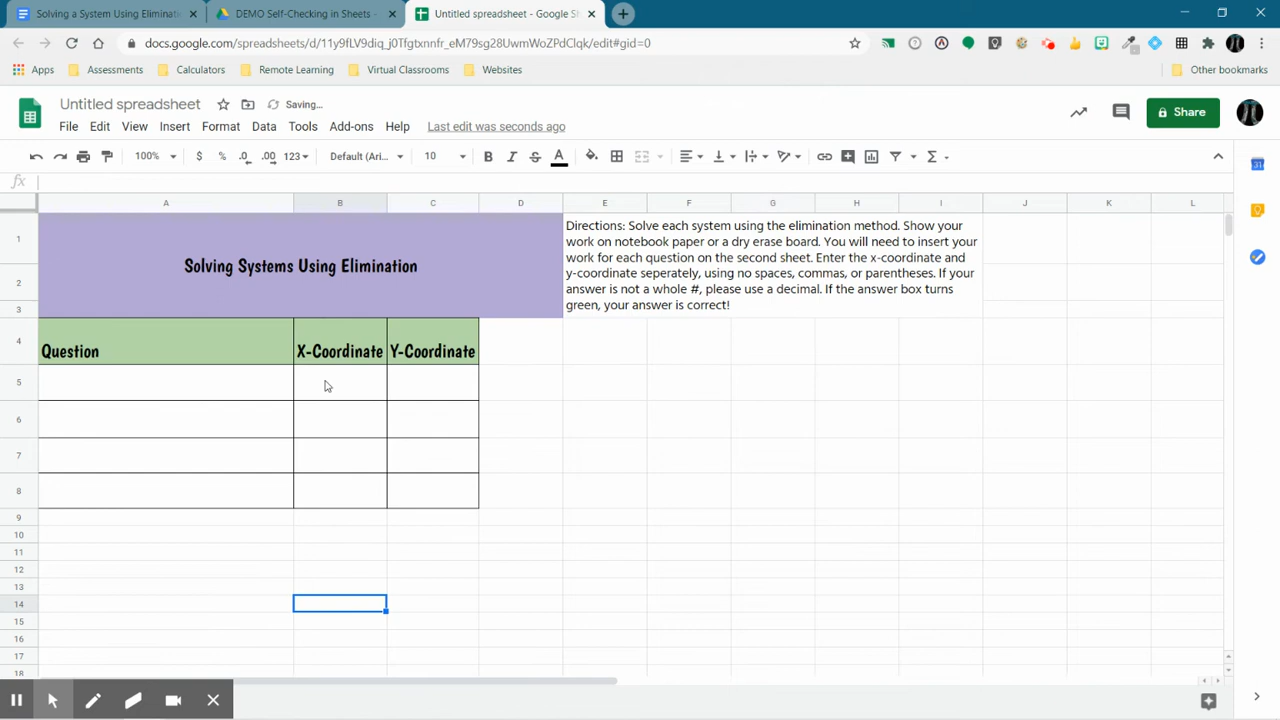 Solving a System Using Eliminati
DEMO Self-Checking in Sheets -
Untitled spreadsheet - Google Sh
docs.google.com/spreadsheets/d/11y9fLV9diq_j0Tfgtxnnfr_eM79sg28UwmWoZPdClqk/edit#gid=0
Apps Assessments Calculators Remote Learning Virtual Classrooms Websites Other bookmarks
Untitled spreadsheet Saving...
File Edit View Insert Format Data Tools Add-ons Help Last edit was seconds ago
Share
100% $ % .0 .00 123 Default (Ari... 10 B I S A
fx
A B C D E F G H I J K L
1
Solving Systems Using Elimination
2
3
Directions: Solve each system using the elimination method. Show your
work on notebook paper or a dry erase board. You will need to insert your
work for each question on the second sheet. Enter the x-coordinate and
y-coordinate seperately, using no spaces, commas, or parentheses. If your
answer is not a whole #, please use a decimal. If the answer box turns
green, your answer is correct!
4 Question X-Coordinate Y-Coordinate
5
6
7
8
9
10
11
12
13
14
15
16
17
18